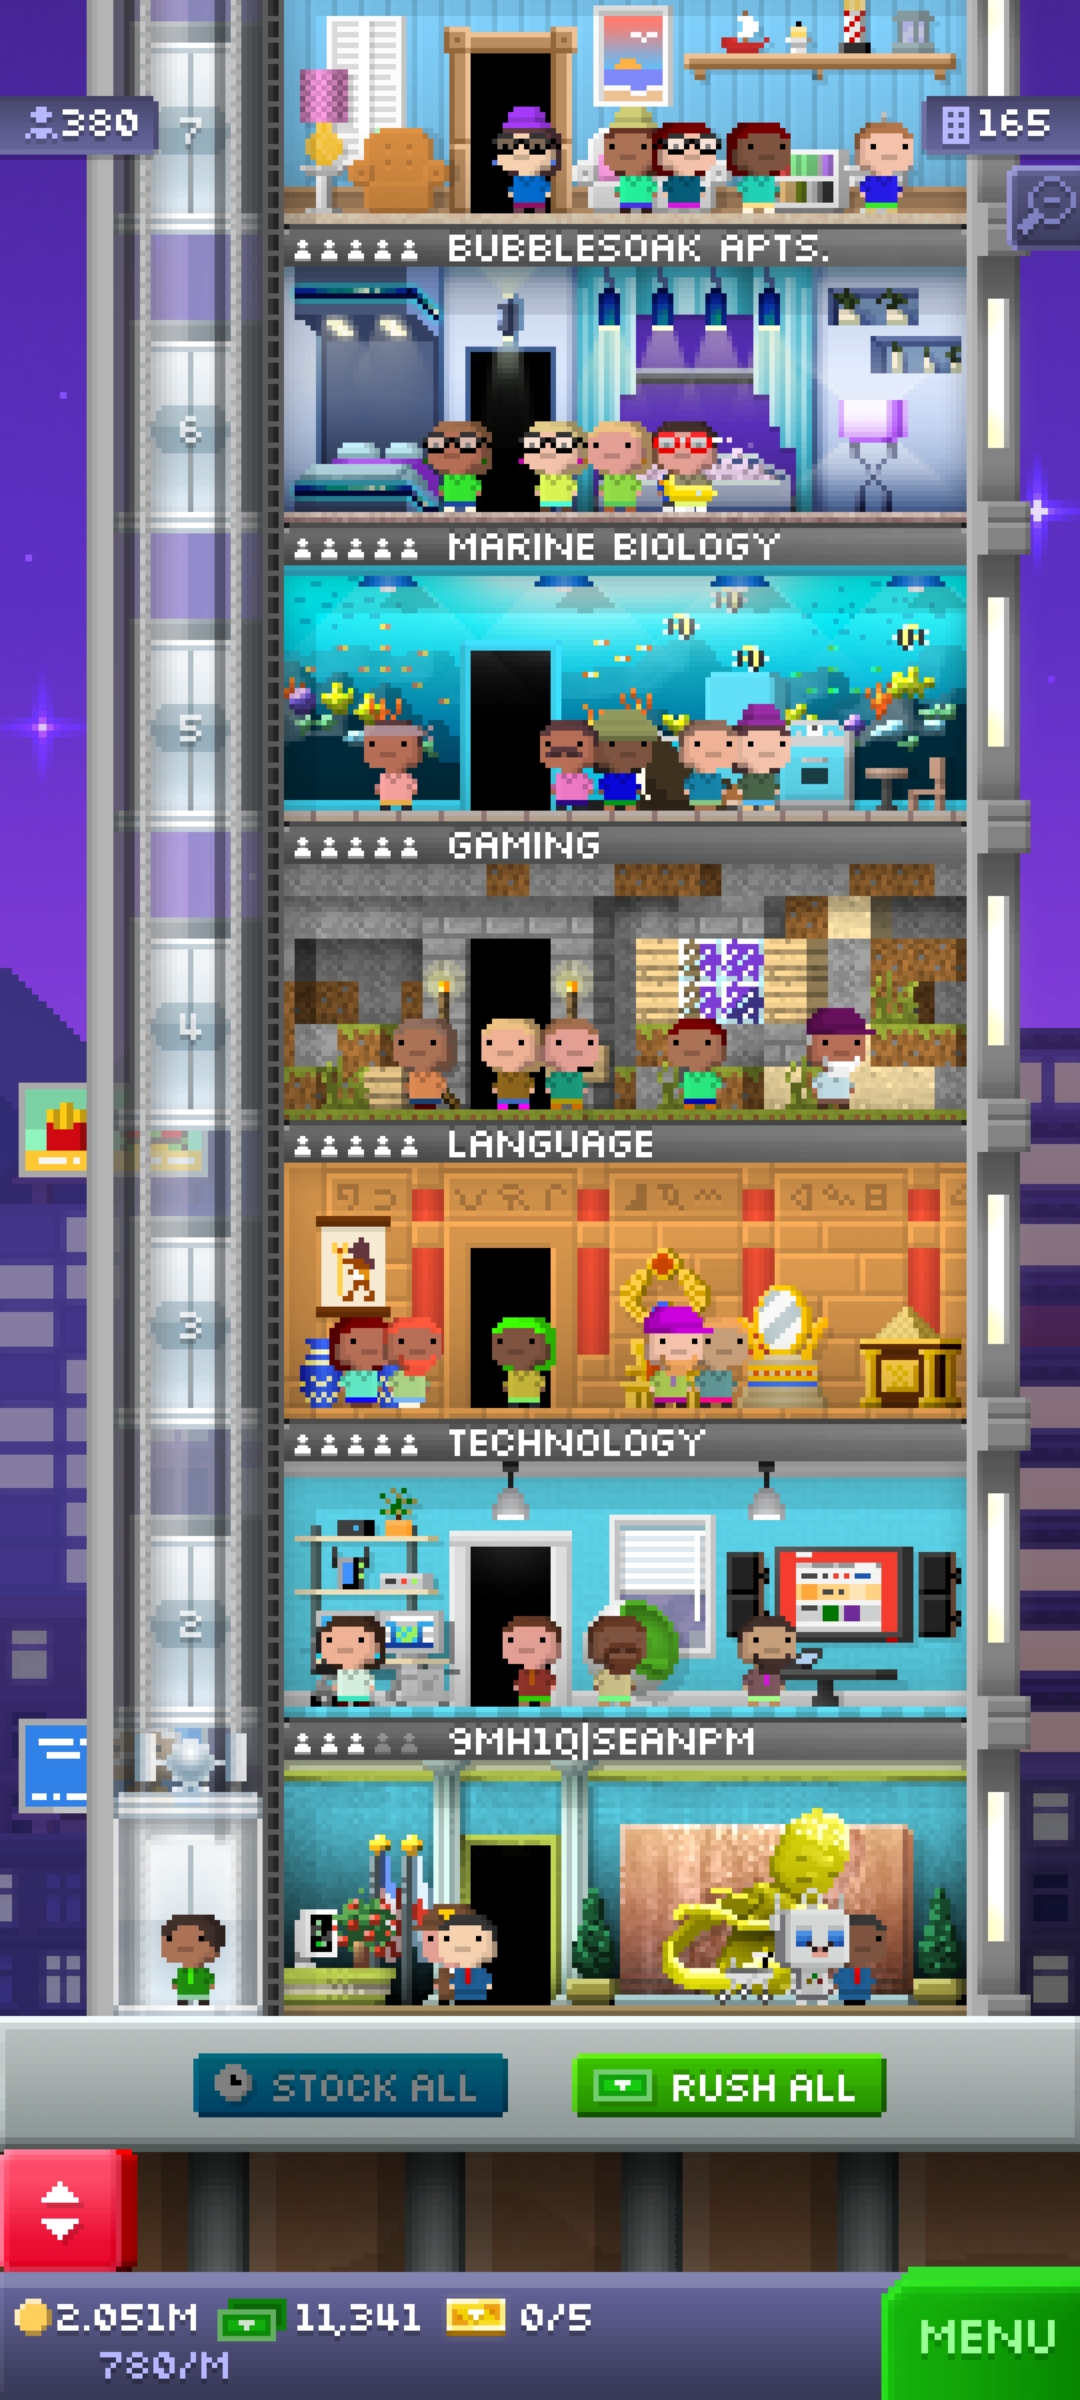 380
7
165
BUBBLESOAK APTS.
6
MARINE BIOLOGY
5
GAMING
4
LANGUAGE
3
TECHNOLOGY
2
9MH1Q|SEANPM
STOCK ALL
RUSH ALL
2.051M
11,341
0/5
780/M
MENU